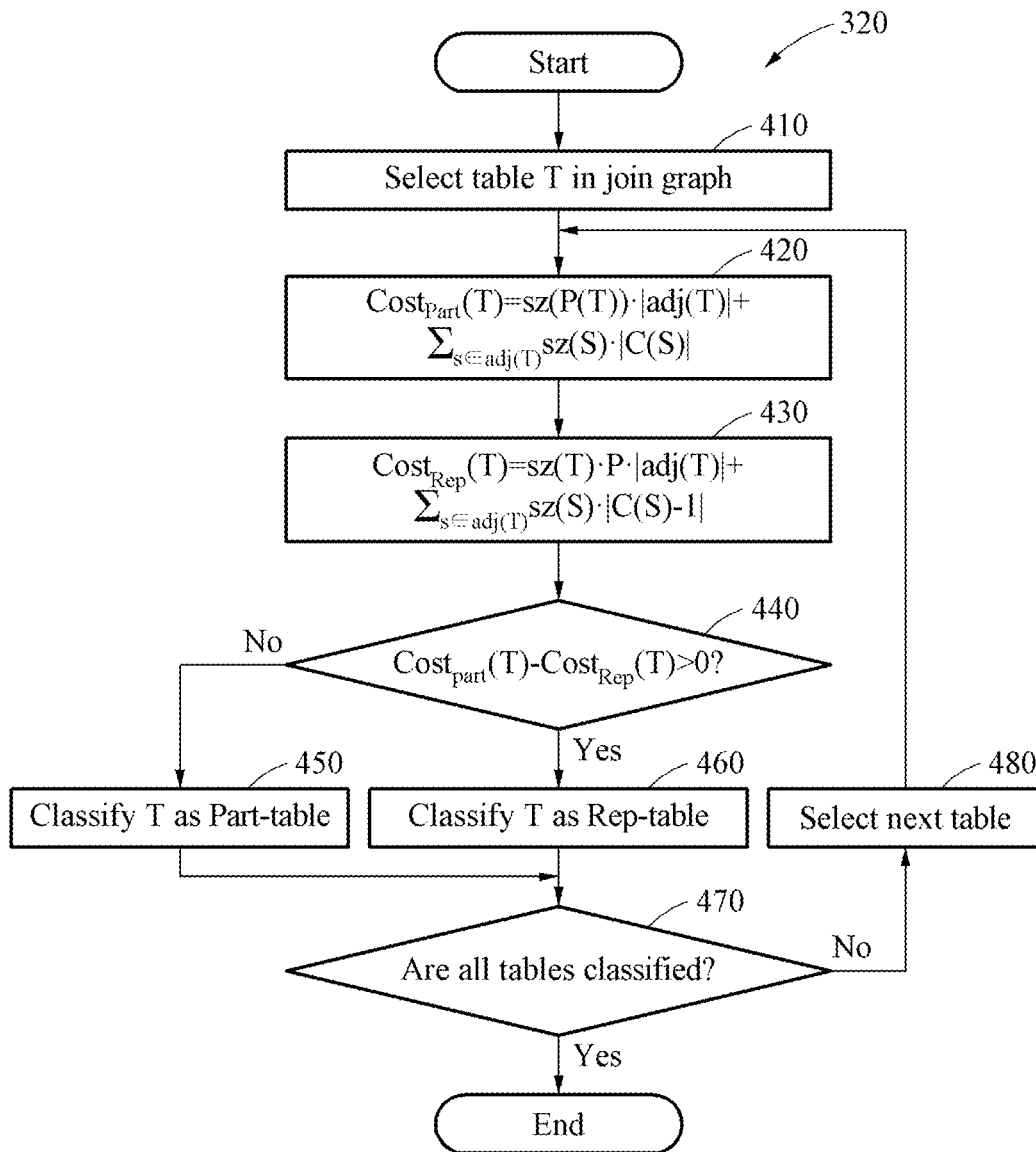 320
Start
410
Select table T in join graph
420
Cost_Part(T)=sz(P(T))·|adj(T)|+
∑_s∈adj(T) sz(S)·|C(S)|
430
Cost_Rep(T)=sz(T)·P·|adj(T)|+
∑_s∈adj(T) sz(S)·|C(S)-1|
440
No
Cost_part(T)-Cost_Rep(T)>0?
Yes
450
460
480
Classify T as Part-table
Classify T as Rep-table
Select next table
470
No
Are all tables classified?
Yes
End